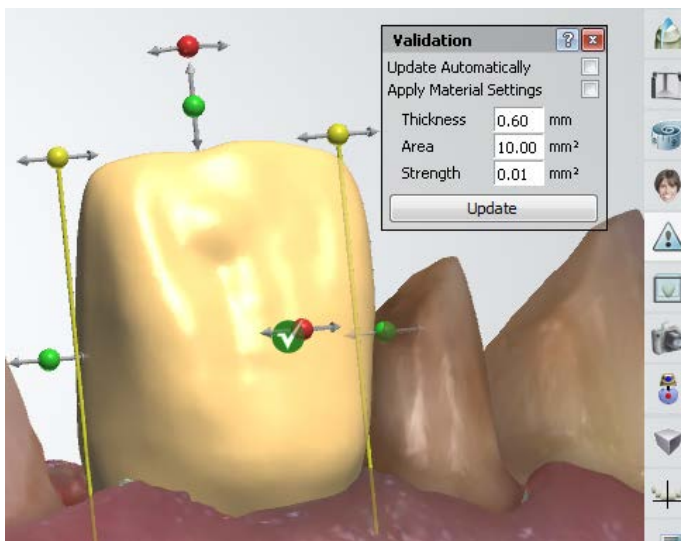 Validation
?
x
Update Automatically
Apply Material Settings
Thickness 0.60 mm
Area 10.00 mm²
Strength 0.01 mm²
Update